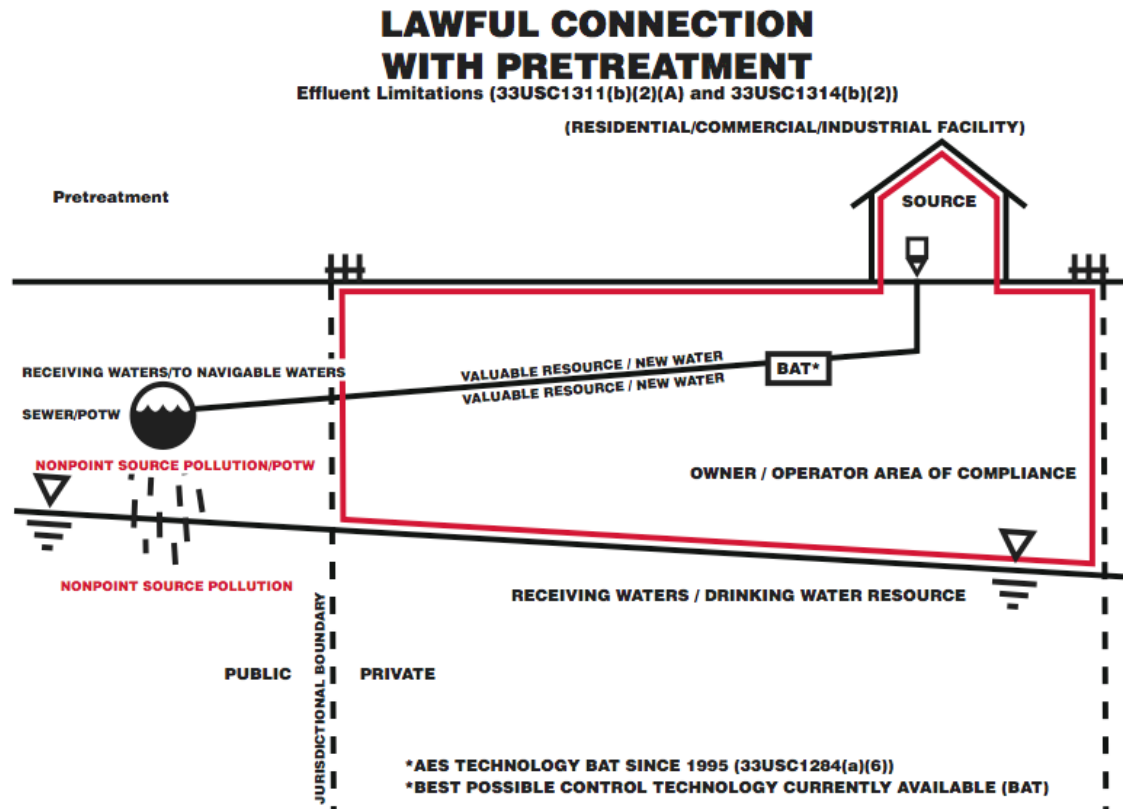 LAWFUL CONNECTION
WITH PRETREATMENT
Effluent Limitations (33USC1311(b)(2)(A) and 33USC1314(b)(2))
(RESIDENTIAL/COMMERCIAL/INDUSTRIAL FACILITY)
Pretreatment
SOURCE
RECEIVING WATERS/TO NAVIGABLE WATERS
VALUABLE RESOURCE / NEW WATER
VALUABLE RESOURCE / NEW WATER
BAT*
SEWER/POTW
NONPOINT SOURCE POLLUTION/POTW
OWNER / OPERATOR AREA OF COMPLIANCE
NONPOINT SOURCE POLLUTION
RECEIVING WATERS / DRINKING WATER RESOURCE
PUBLIC
JURISDICTIONAL BOUNDARY
PRIVATE
*AES TECHNOLOGY BAT SINCE 1995 (33USC1284(a)(6))
*BEST POSSIBLE CONTROL TECHNOLOGY CURRENTLY AVAILABLE (BAT)